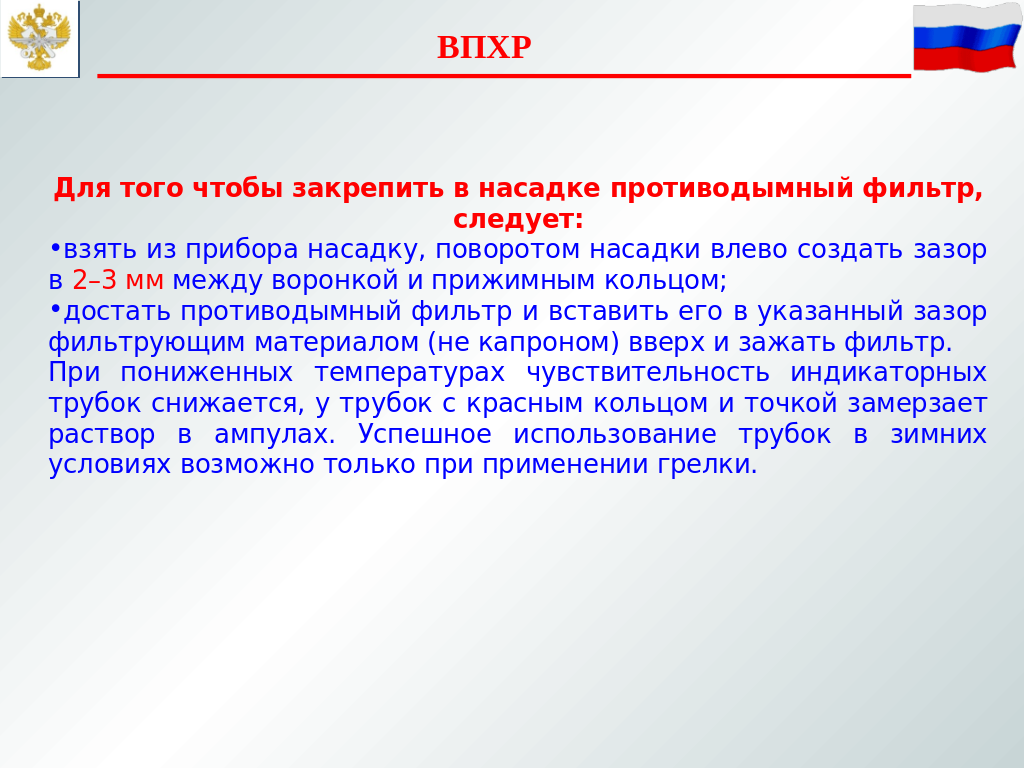 ВПХР
Для того чтобы закрепить в насадке противодымный фильтр,
следует:
•взять из прибора насадку, поворотом насадки влево создать зазор
в 2–3 мм между воронкой и прижимным кольцом;
•достать противодымный фильтр и вставить его в указанный зазор
фильтрующим материалом (не капроном) вверх и зажать фильтр.
При пониженных температурах чувствительность индикаторных
трубок снижается, у трубок с красным кольцом и точкой замерзает
раствор в ампулах. Успешное использование трубок в зимних
условиях возможно только при применении грелки.